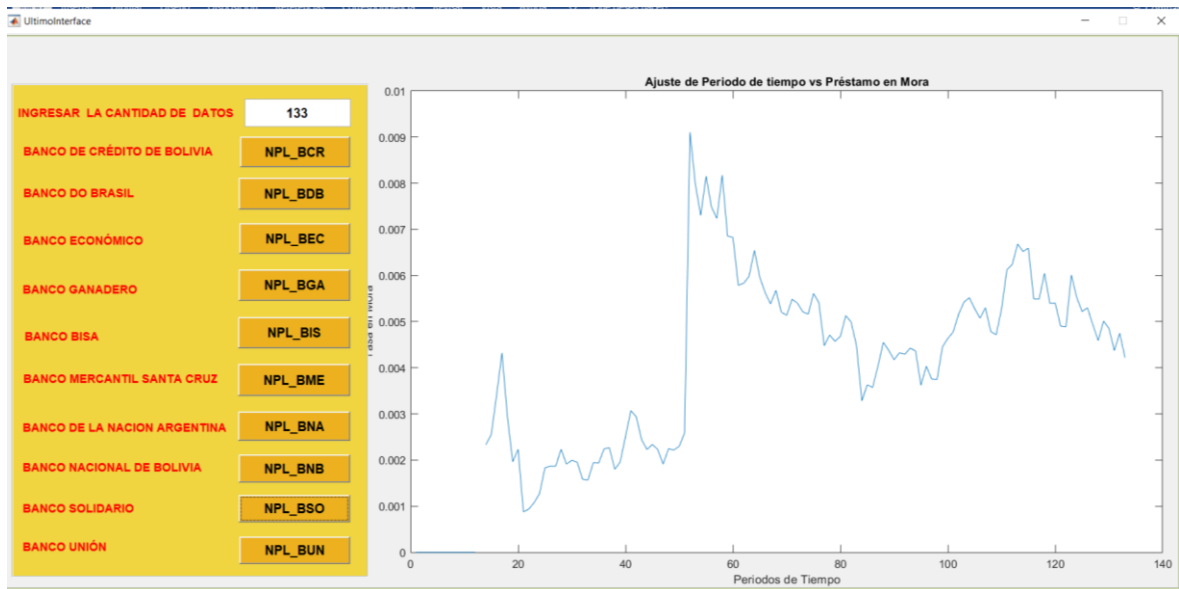 UltimoInterface
INGRESAR LA CANTIDAD DE DATOS 133
BANCO DE CRÉDITO DE BOLIVIA NPL_BCR
BANCO DO BRASIL NPL_BDB
BANCO ECONÓMICO NPL_BEC
BANCO GANADERO NPL_BGA
BANCO BISA NPL_BIS
BANCO MERCANTIL SANTA CRUZ NPL_BME
BANCO DE LA NACION ARGENTINA NPL_BNA
BANCO NACIONAL DE BOLIVIA NPL_BNB
BANCO SOLIDARIO NPL_BSO
BANCO UNIÓN NPL_BUN
Ajuste de Periodo de tiempo vs Préstamo en Mora
0.01
0.009
0.008
0.007
0.006
0.005
0.004
0.003
0.002
0.001
0
0 20 40 60 80 100 120 140
Periodos de Tiempo